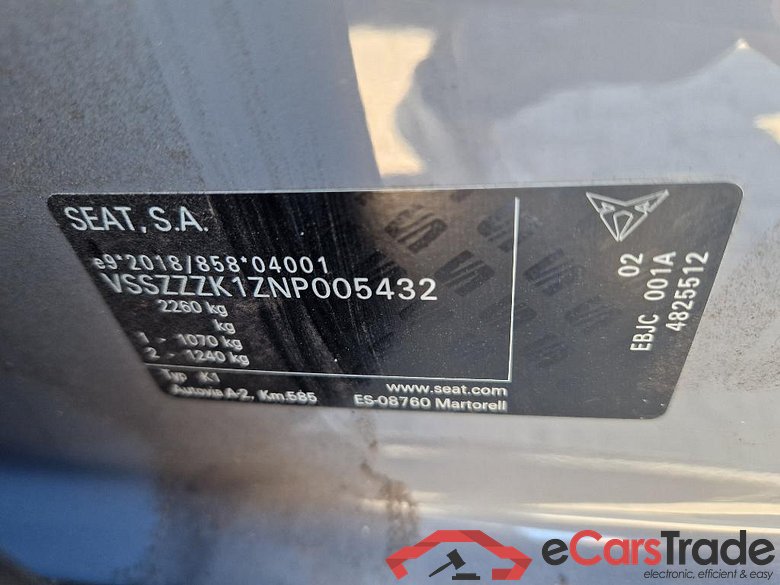 SEAT, S.A.
e9*2018/858*04001
VSSZZZK1ZNP005432
2260 kg
kg
1 - 1070 kg
2 - 1240 kg
Typ K1
Autovia A-2, Km.585
www.seat.com
ES-08760 Martorell
02
EBJC 001A
4825512
eCarsTrade
electronic, efficient & easy